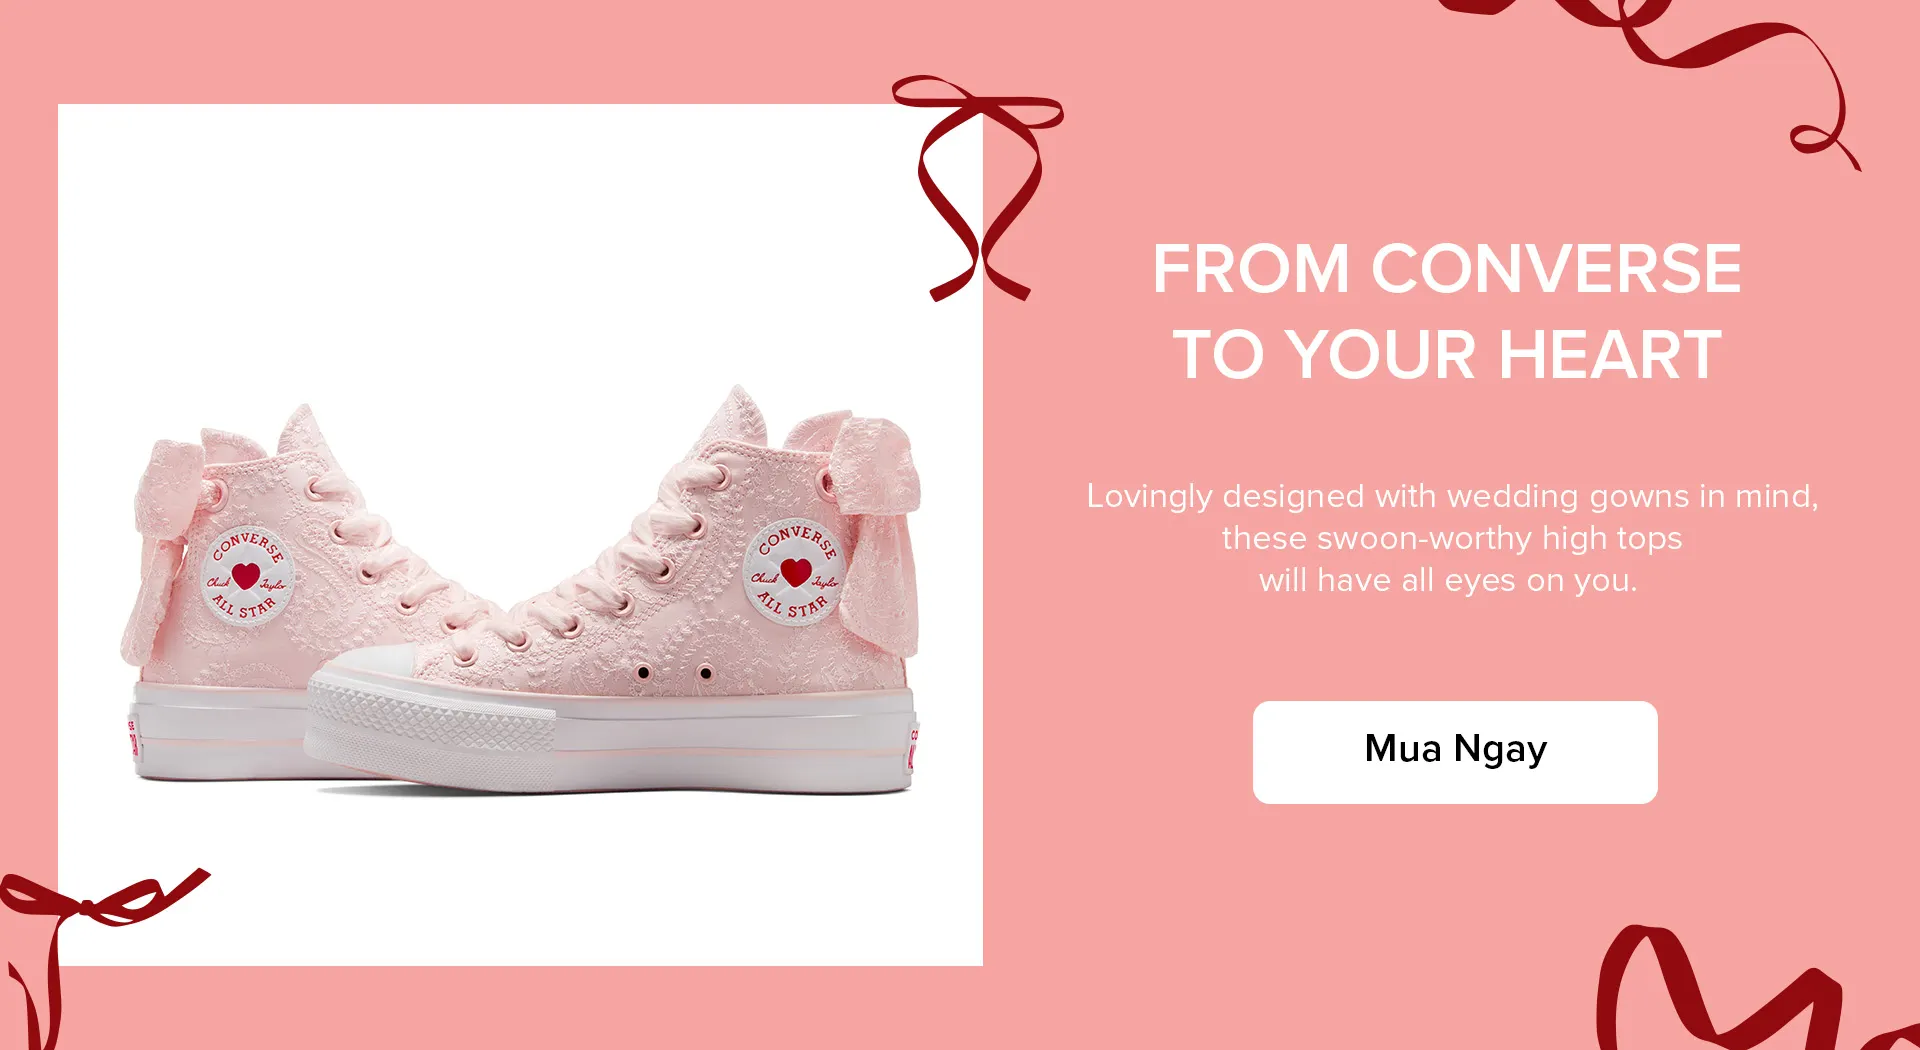 FROM CONVERSE
TO YOUR HEART
Lovingly designed with wedding gowns in mind,
these swoon-worthy high tops
will have all eyes on you.
Mua Ngay
CONVERSE
Chuck Taylor
ALL STAR
CONVERSE
Chuck Taylor
ALL STAR